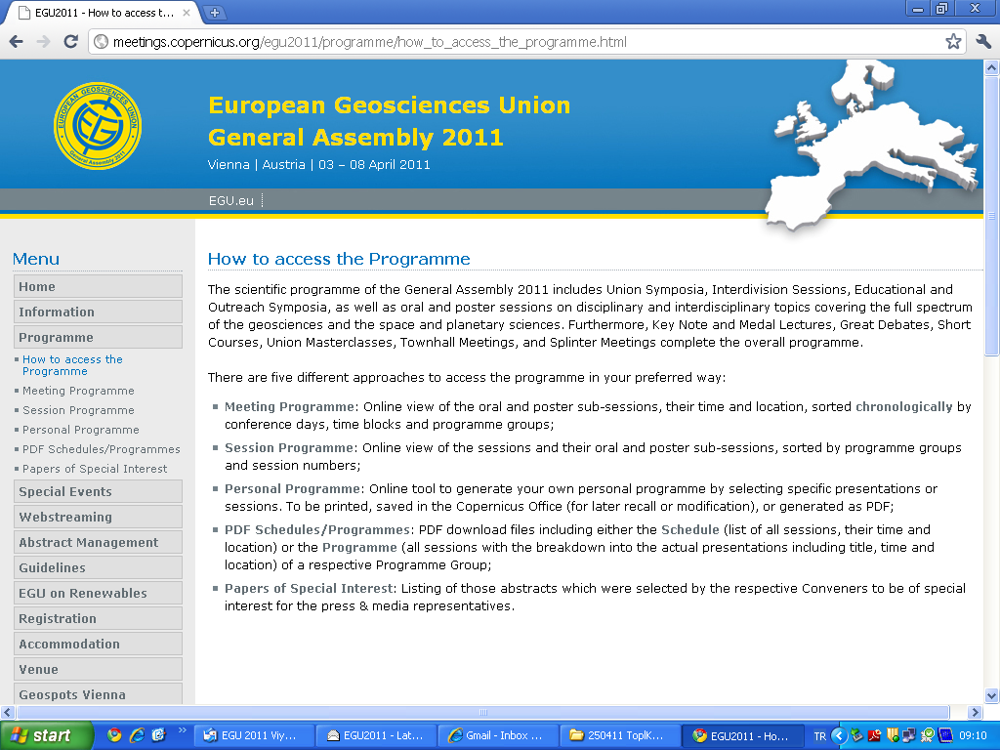 EGU2011 - How to access t...
meetings.copernicus.org/egu2011/programme/how_to_access_the_programme.html
EUROPEAN GEOSCIENCES UNION
General Assembly 2011
European Geosciences Union
General Assembly 2011
Vienna | Austria | 03 – 08 April 2011
EGU.eu
Menu
Home
Information
Programme
How to access the
Programme
Meeting Programme
Session Programme
Personal Programme
PDF Schedules/Programmes
Papers of Special Interest
Special Events
Webstreaming
Abstract Management
Guidelines
EGU on Renewables
Registration
Accommodation
Venue
Geospots Vienna
How to access the Programme
The scientific programme of the General Assembly 2011 includes Union Symposia, Interdivision Sessions, Educational and
Outreach Symposia, as well as oral and poster sessions on disciplinary and interdisciplinary topics covering the full spectrum
of the geosciences and the space and planetary sciences. Furthermore, Key Note and Medal Lectures, Great Debates, Short
Courses, Union Masterclasses, Townhall Meetings, and Splinter Meetings complete the overall programme.
There are five different approaches to access the programme in your preferred way:
Meeting Programme: Online view of the oral and poster sub-sessions, their time and location, sorted chronologically by
conference days, time blocks and programme groups;
Session Programme: Online view of the sessions and their oral and poster sub-sessions, sorted by programme groups
and session numbers;
Personal Programme: Online tool to generate your own personal programme by selecting specific presentations or
sessions. To be printed, saved in the Copernicus Office (for later recall or modification), or generated as PDF;
PDF Schedules/Programmes: PDF download files including either the Schedule (list of all sessions, their time and
location) or the Programme (all sessions with the breakdown into the actual presentations including title, time and
location) of a respective Programme Group;
Papers of Special Interest: Listing of those abstracts which were selected by the respective Conveners to be of special
interest for the press & media representatives.
start
EGU 2011 Viy...
EGU2011 - Lat...
Gmail - Inbox ...
250411 ToplK...
EGU2011 - Ho...
TR
09:10